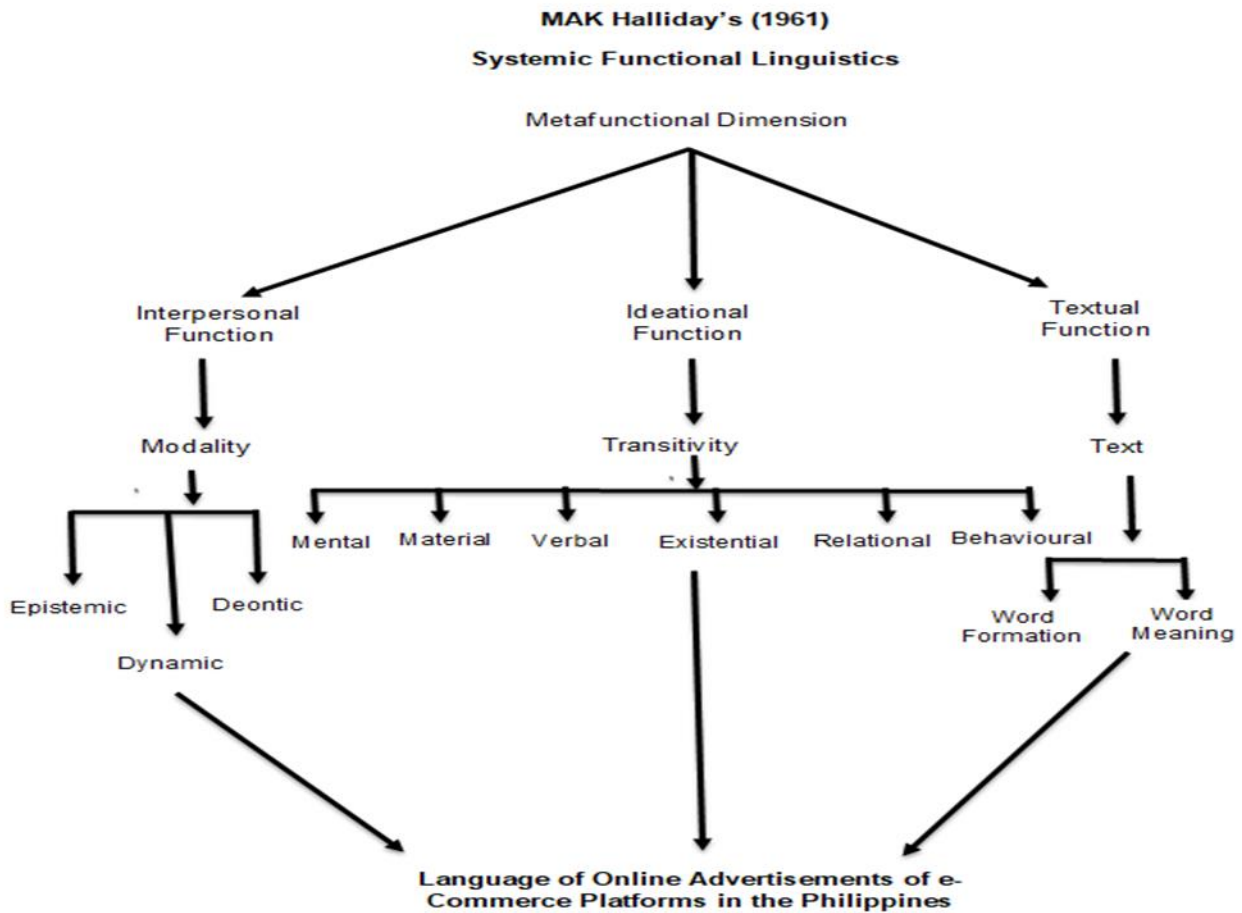 MAK Halliday's (1961)
Systemic Functional Linguistics
Metafunctional Dimension
Interpersonal
Function
Ideational
Function
Textual
Function
Modality
Transitivity
Text
Mental
Material
Verbal
Existential
Relational
Behavioural
Epistemic
Deontic
Dynamic
Word
Formation
Word
Meaning
Language of Online Advertisements of e-
Commerce Platforms in the Philippines